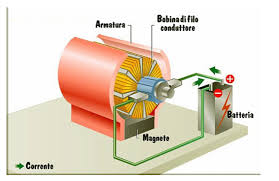 Armatura
Bobina di filo
conduttore
+
−
Batteria
Magnete
Corrente